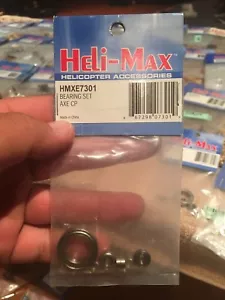 HELI-MAX
HELICOPTER ACCESSORIES
HMXE7301
BEARING SET
AXE CP
Made in China